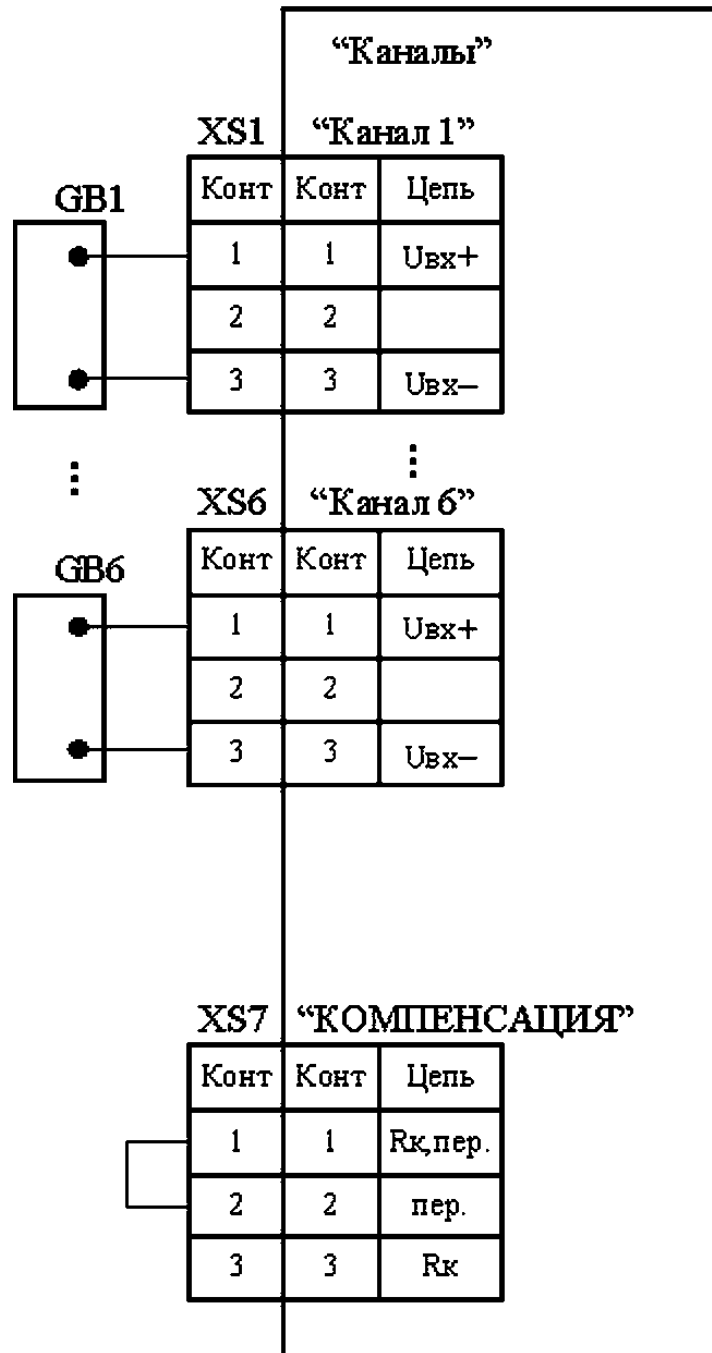 “Каналы”
XS1 “Канал 1”
GB1
Конт Конт Цепь
1 1 Uвх+
2 2
3 3 Uвх–
XS6 “Канал 6”
GB6
Конт Конт Цепь
1 1 Uвх+
2 2
3 3 Uвх–
XS7 “КОМПЕНСАЦИЯ”
Конт Конт Цепь
1 1 Rк,пер.
2 2 пер.
3 3 Rк